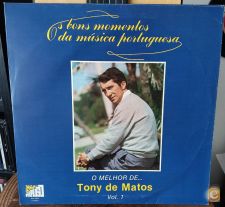 Os bons momentos
da música portuguesa
O MELHOR DE...
Tony de Matos
Vol. 1